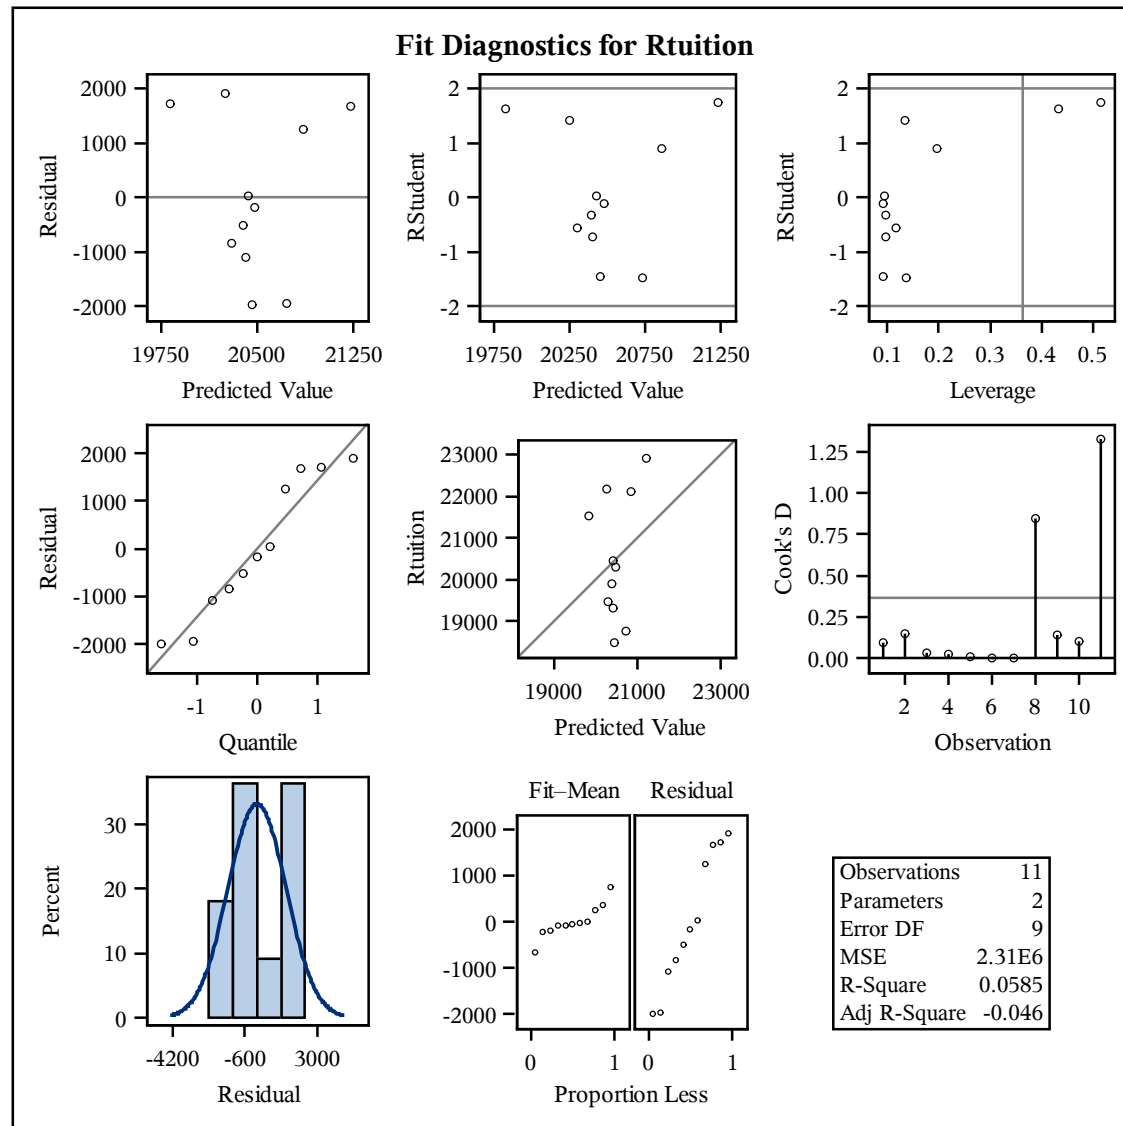 Fit Diagnostics for Rtuition
Residual
2000
1000
0
-1000
-2000
19750 20500 21250
Predicted Value
RStudent
2
1
0
-1
-2
19750 20250 20750 21250
Predicted Value
RStudent
2
1
0
-1
-2
0.1 0.2 0.3 0.4 0.5
Leverage
Residual
2000
1000
0
-1000
-2000
-1 0 1
Quantile
Rtuition
23000
22000
21000
20000
19000
19000 21000 23000
Predicted Value
Cook's D
1.25
1.00
0.75
0.50
0.25
0.00
2 4 6 8 10
Observation
Percent
30
20
10
0
-4200 -600 3000
Residual
Fit–Mean Residual
2000
1000
0
-1000
-2000
0 1 0 1
Proportion Less
Observations 11
Parameters 2
Error DF 9
MSE 2.31E6
R-Square 0.0585
Adj R-Square -0.046